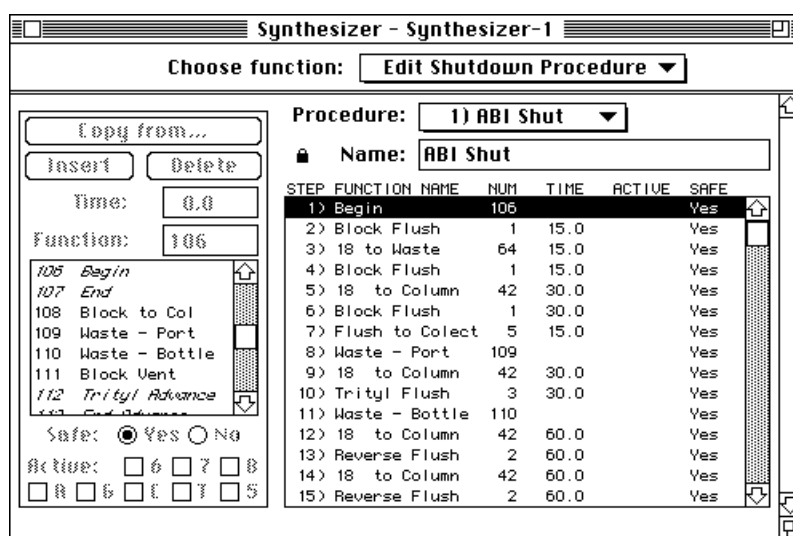 Synthesizer - Synthesizer-1
Choose function: Edit Shutdown Procedure
Copy from...
Insert Delete
Time: 0.0
Function: 106
106 Begin
107 End
108 Block to Col
109 Waste - Port
110 Waste - Bottle
111 Block Vent
112 Trityl Advance
Safe: Yes No
Active: 6 7 8
A G C T 5
Procedure: 1) ABI Shut
Name: ABI Shut
STEP FUNCTION NAME NUM TIME ACTIVE SAFE
1) Begin 106 Yes
2) Block Flush 1 15.0 Yes
3) 18 to Waste 64 15.0 Yes
4) Block Flush 1 15.0 Yes
5) 18 to Column 42 30.0 Yes
6) Block Flush 1 30.0 Yes
7) Flush to Colect 5 15.0 Yes
8) Waste - Port 109 Yes
9) 18 to Column 42 30.0 Yes
10) Trityl Flush 3 30.0 Yes
11) Waste - Bottle 110 Yes
12) 18 to Column 42 60.0 Yes
13) Reverse Flush 2 60.0 Yes
14) 18 to Column 42 60.0 Yes
15) Reverse Flush 2 60.0 Yes